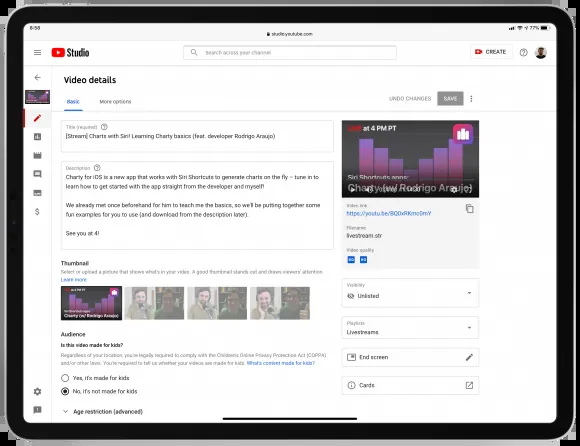 8:58
studio.youtube.com
77%
Studio
Search across your channel
CREATE
Video details
Basic
More options
UNDO CHANGES
SAVE
Title (required)
[Stream] Charts with Siri! Learning Charty basics (feat. developer Rodrigo Araujo)
Description
Charty for iOS is a new app that works with Siri Shortcuts to generate charts on the fly – tune in to
learn how to get started with the app straight from the developer and myself!
We already met once beforehand for him to teach me the basics, so we'll be putting together some
fun examples for you to use (and download from the description later).
See you at 4!
Thumbnail
Select or upload a picture that shows what's in your video. A good thumbnail stands out and draws viewers' attention
Learn more
Charty (w/ Rodrigo Araujo)
Audience
Is this video made for kids?
Regardless of your location, you're legally required to comply with the Children's Online Privacy Protection Act (COPPA)
and/or other laws. You're required to tell us whether your videos are made for kids. What's content made for kids?
Yes, it's made for kids
No, it's not made for kids
Age restriction (advanced)
at 4 PM PT
Siri Shortcuts apps:
Charty (w/ Rodrigo Araujo)
Video link
Filename
livestream.str
Video quality
Visibility
Unlisted
Playlists
Livestreams
End screen
Cards